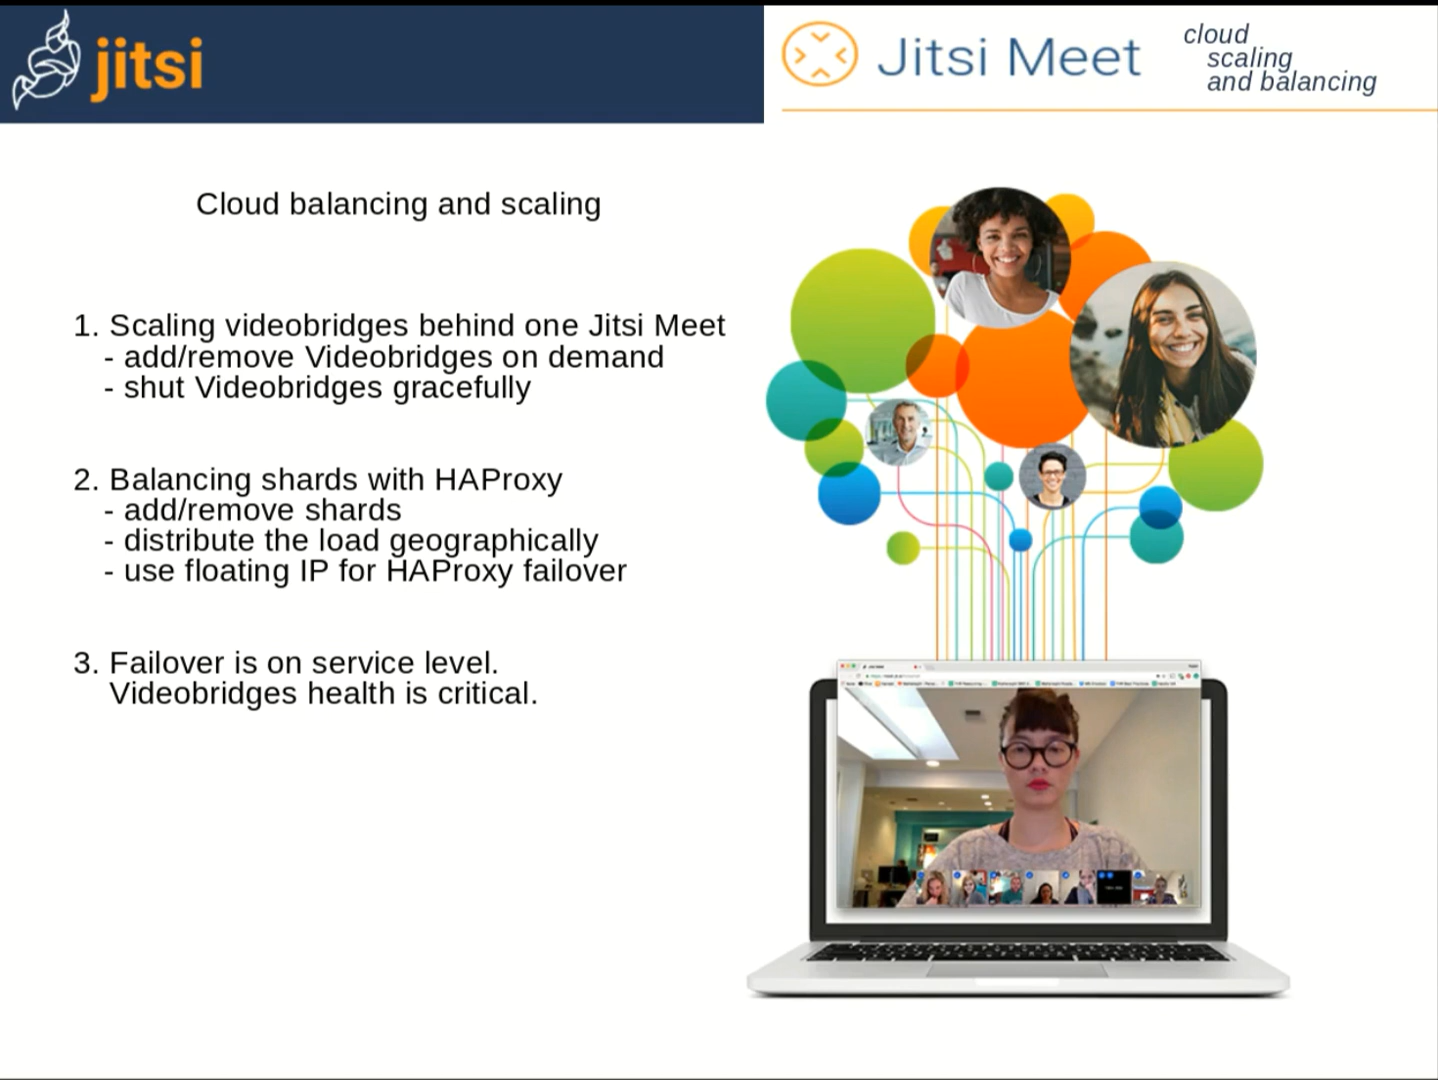 jitsi
Jitsi Meet
cloud
scaling
and balancing
Cloud balancing and scaling
1. Scaling videobridges behind one Jitsi Meet
- add/remove Videobridges on demand
- shut Videobridges gracefully
2. Balancing shards with HAProxy
- add/remove shards
- distribute the load geographically
- use floating IP for HAProxy failover
3. Failover is on service level.
Videobridges health is critical.